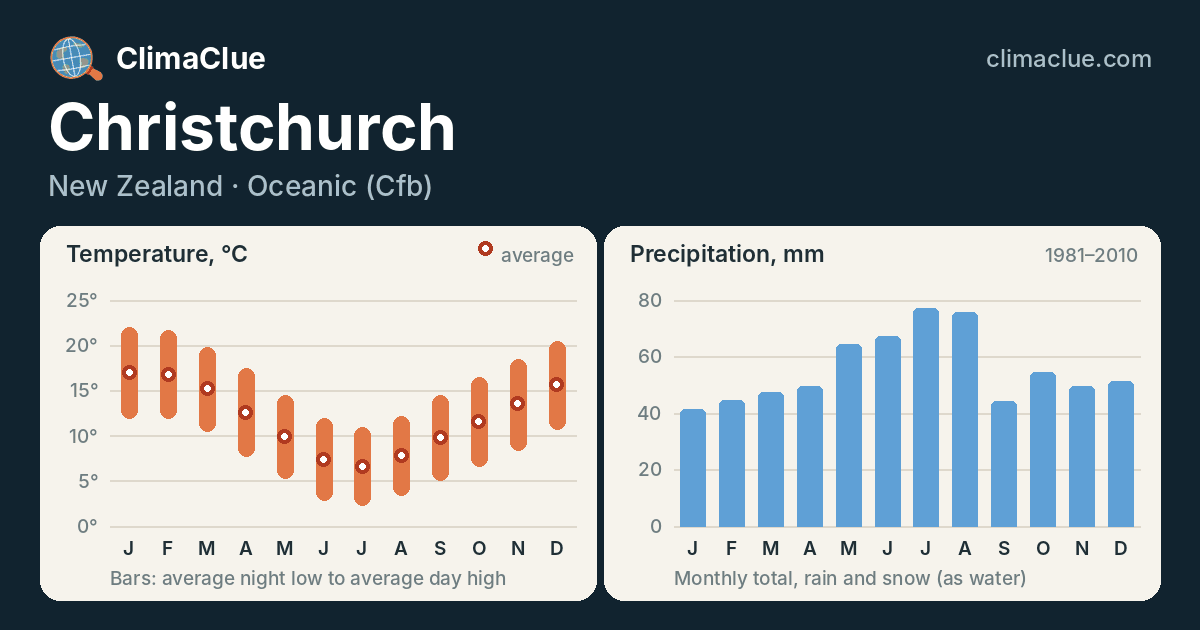 ClimaClue
climaclue.com
Christchurch
New Zealand · Oceanic (Cfb)
Temperature, °C
average
25°
20°
15°
10°
5°
0°
J F M A M J J A S O N D
Bars: average night low to average day high
Precipitation, mm
1981–2010
80
60
40
20
0
J F M A M J J A S O N D
Monthly total, rain and snow (as water)